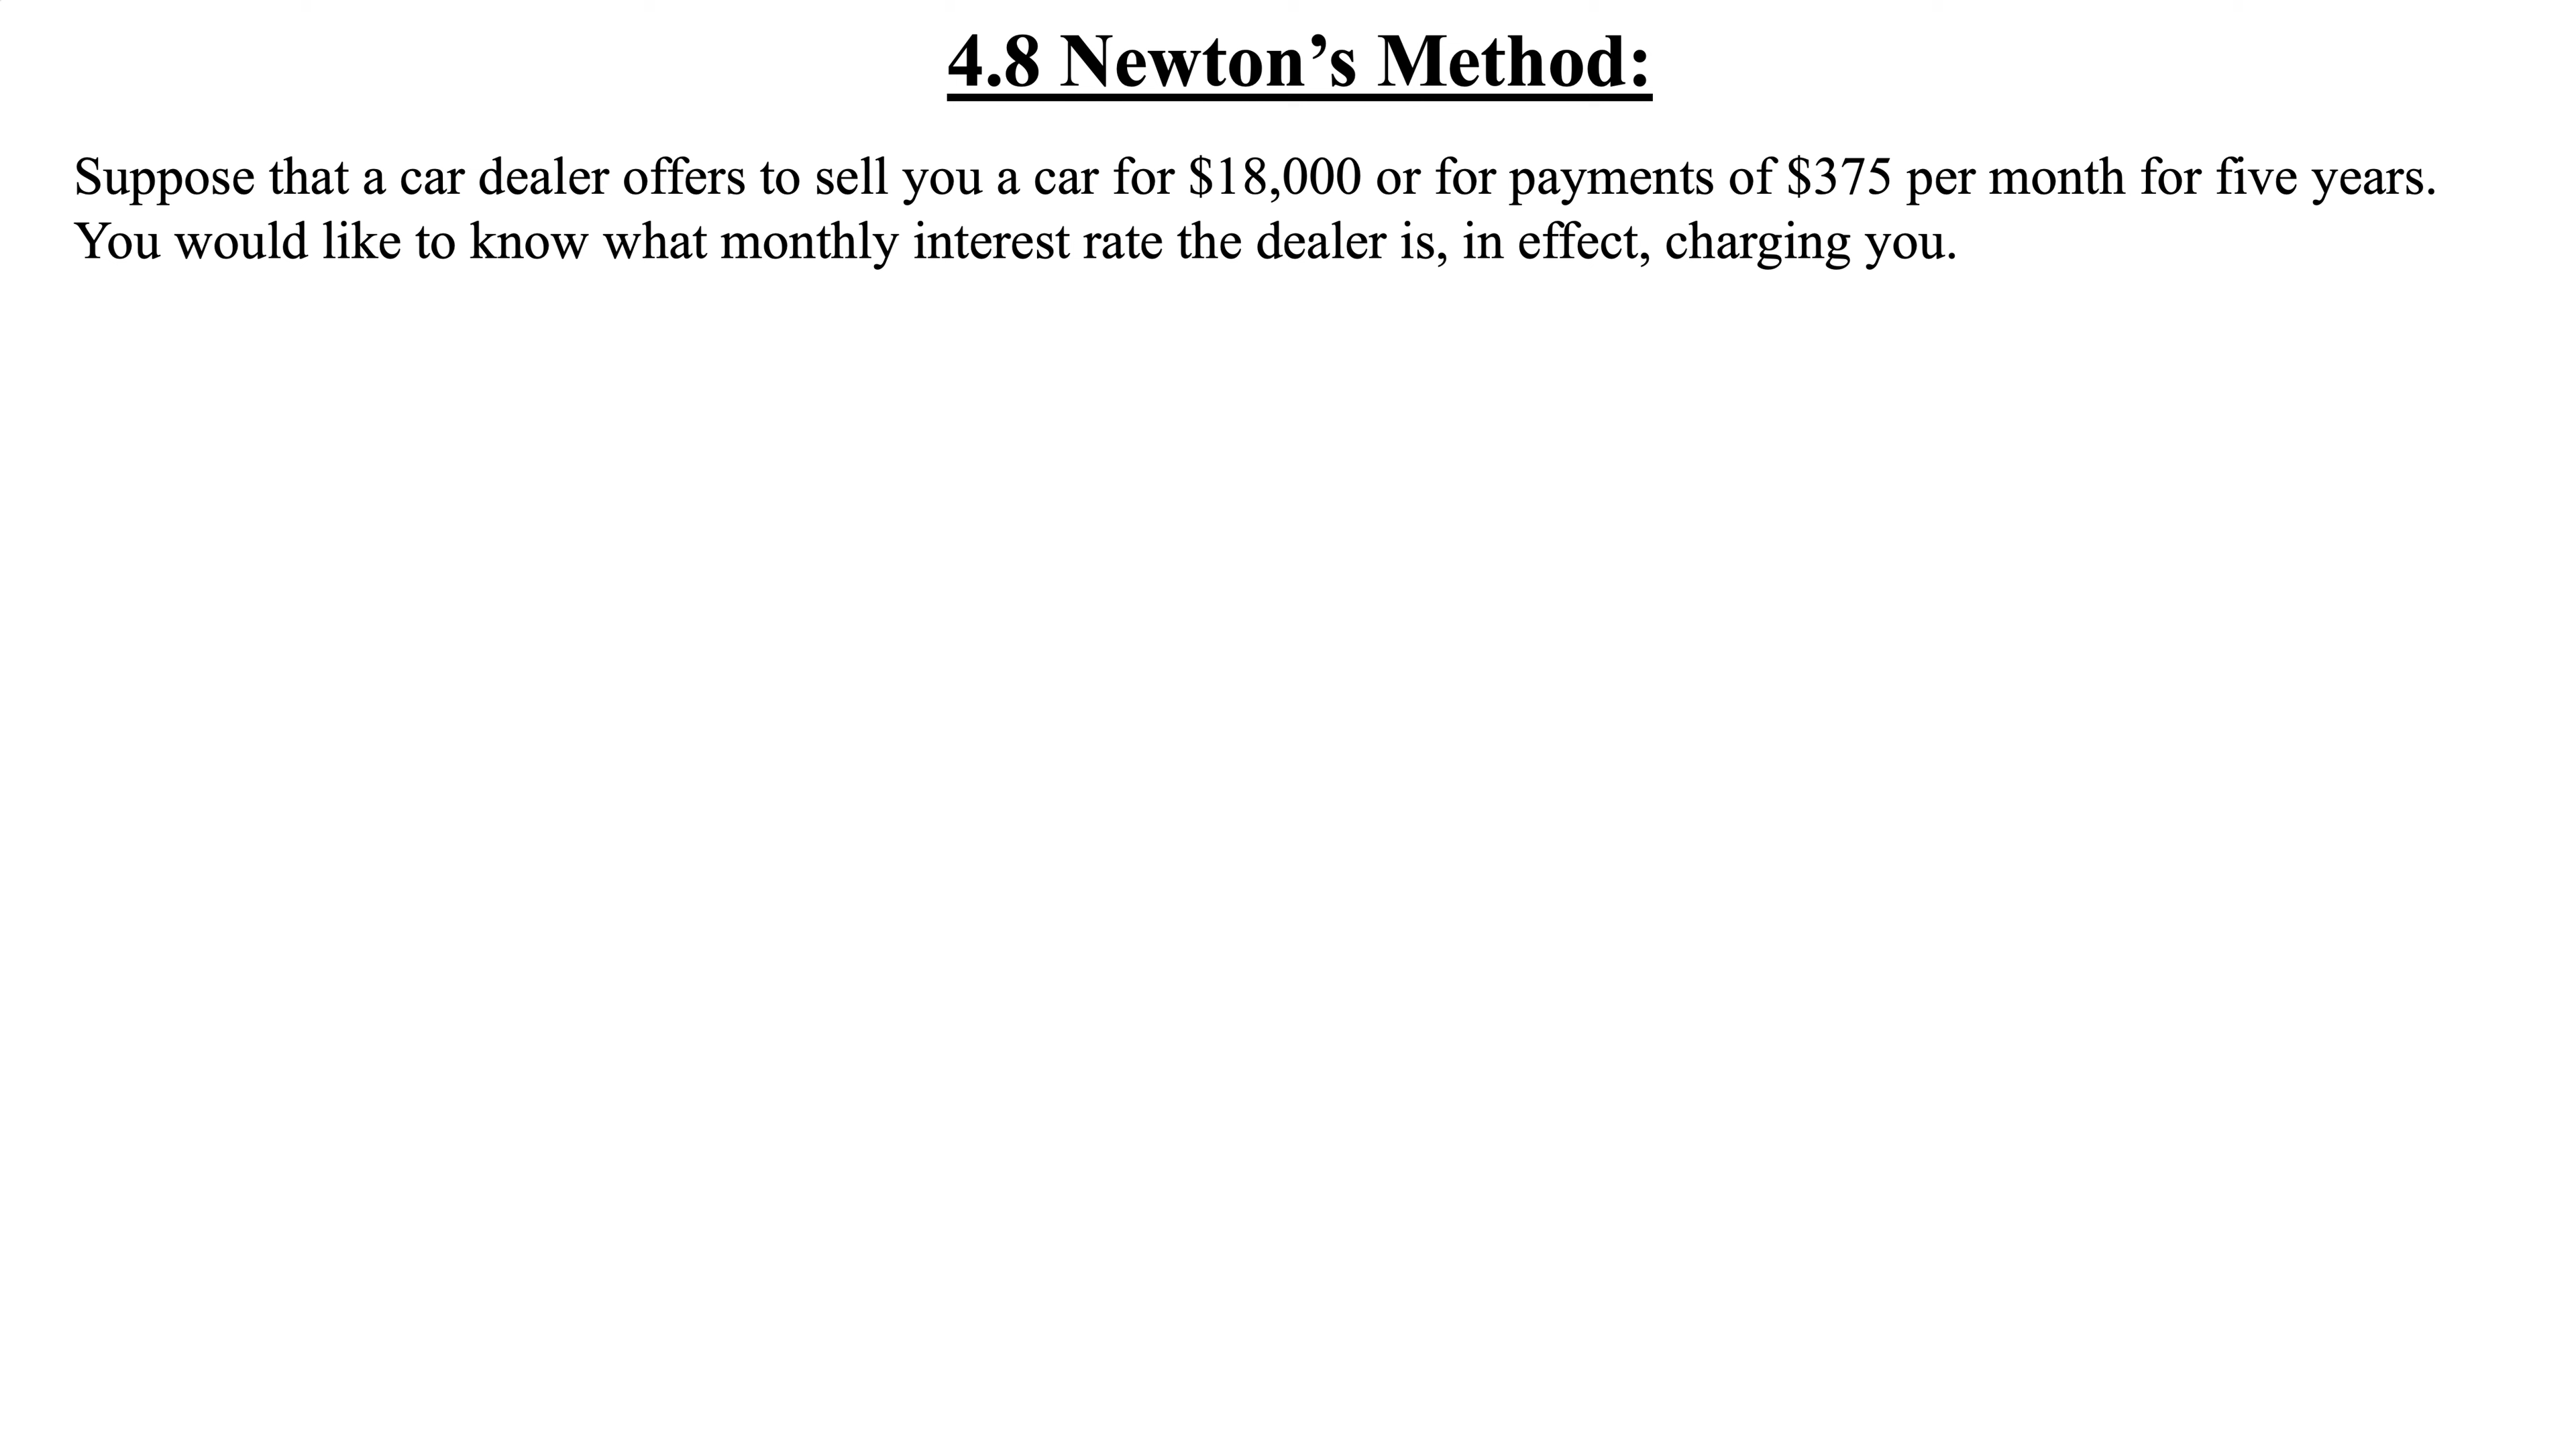 4.8 Newton’s Method:
Suppose that a car dealer offers to sell you a car for $18,000 or for payments of $375 per month for five years.
You would like to know what monthly interest rate the dealer is, in effect, charging you.